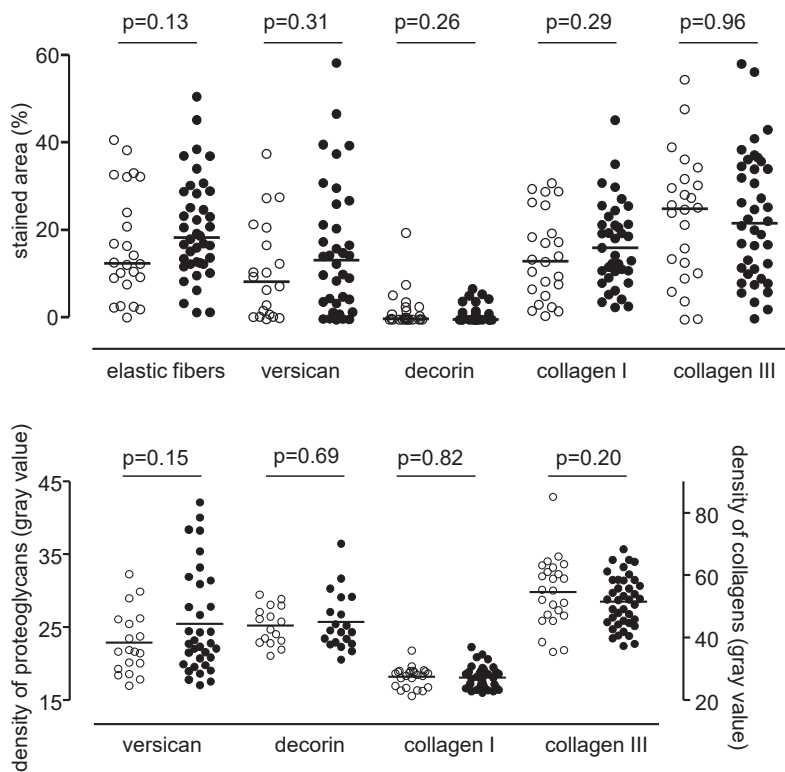 p=0.13 p=0.31 p=0.26 p=0.29 p=0.96
stained area (%)
60
40
20
0
elastic fibers versican decorin collagen I collagen III
p=0.15 p=0.69 p=0.82 p=0.20
density of proteoglycans (gray value)
45
35
25
15
density of collagens (gray value)
80
60
40
20
versican decorin collagen I collagen III